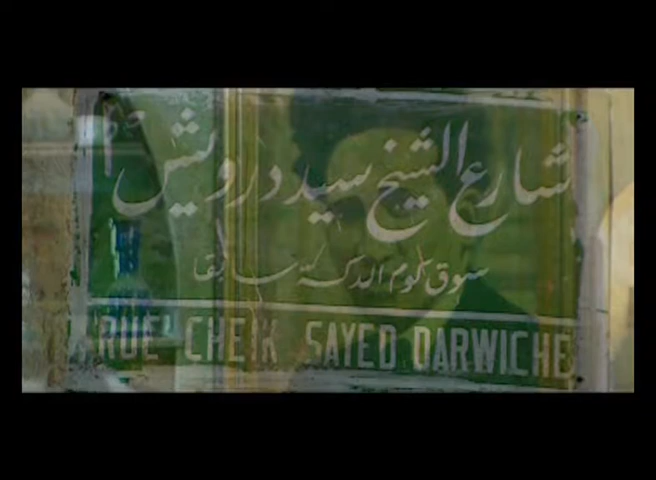 شارع الشيخ سيد درويش
سوق كوم الدكة سابقا
RUE CHEIK SAYED DARWICHE